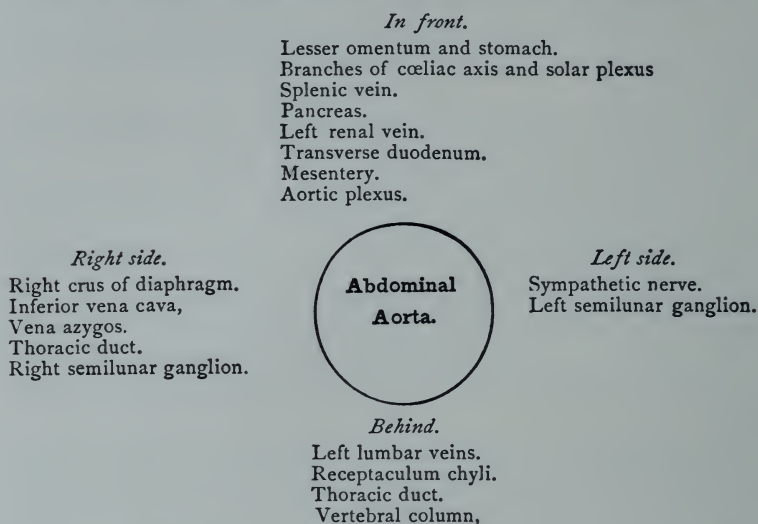 In front.
Lesser omentum and stomach.
Branches of cœliac axis and solar plexus
Splenic vein.
Pancreas.
Left renal vein.
Transverse duodenum.
Mesentery.
Aortic plexus.
Right side.
Right crus of diaphragm.
Inferior vena cava,
Vena azygos.
Thoracic duct.
Right semilunar ganglion.
Abdominal
Aorta.
Left side.
Sympathetic nerve.
Left semilunar ganglion.
Behind.
Left lumbar veins.
Receptaculum chyli.
Thoracic duct.
Vertebral column,